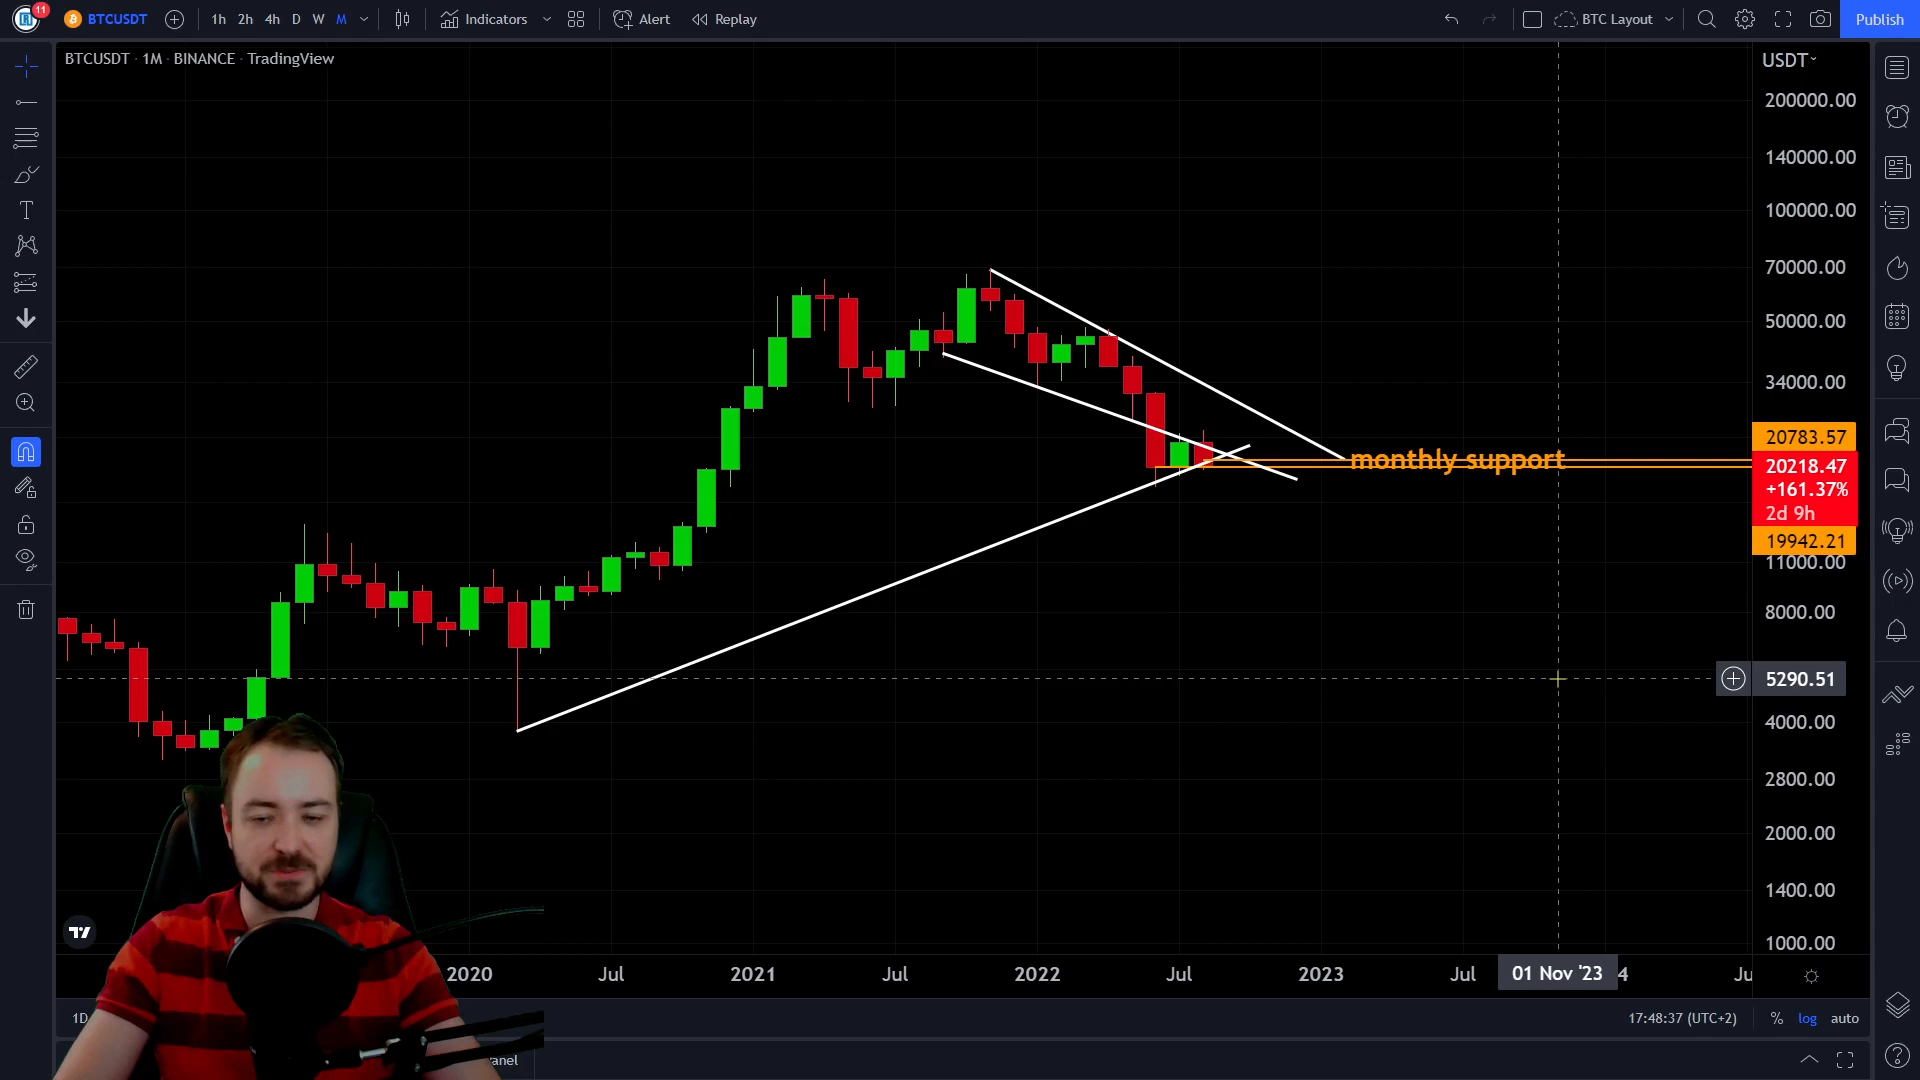 11
BTCUSDT
1h 2h 4h D W M
Indicators
Alert
Replay
BTC Layout
Publish
BTCUSDT · 1M · BINANCE · TradingView
USDT
200000.00
140000.00
100000.00
70000.00
50000.00
34000.00
20783.57
monthly support
20218.47
+161.37%
2d 9h
19942.21
11000.00
8000.00
5290.51
4000.00
2800.00
2000.00
1400.00
1000.00
2020 Jul 2021 Jul 2022 Jul 2023 Jul 01 Nov '23 4 Ju
1D
17:48:37 (UTC+2) % log auto
anel